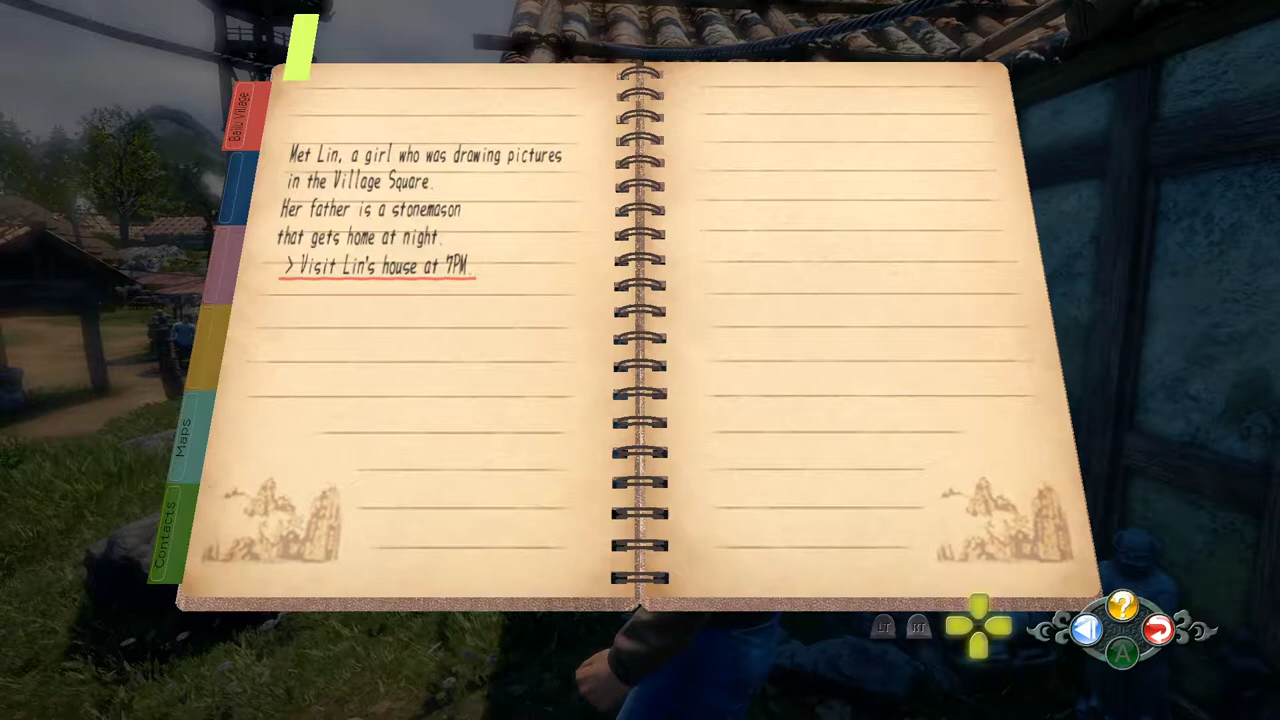 Bailu Village
Met Lin, a girl who was drawing pictures
in the Village Square.
Her father is a stonemason
that gets home at night.
> Visit Lin's house at 7PM.
Maps
Contacts
LT
RT
?
A